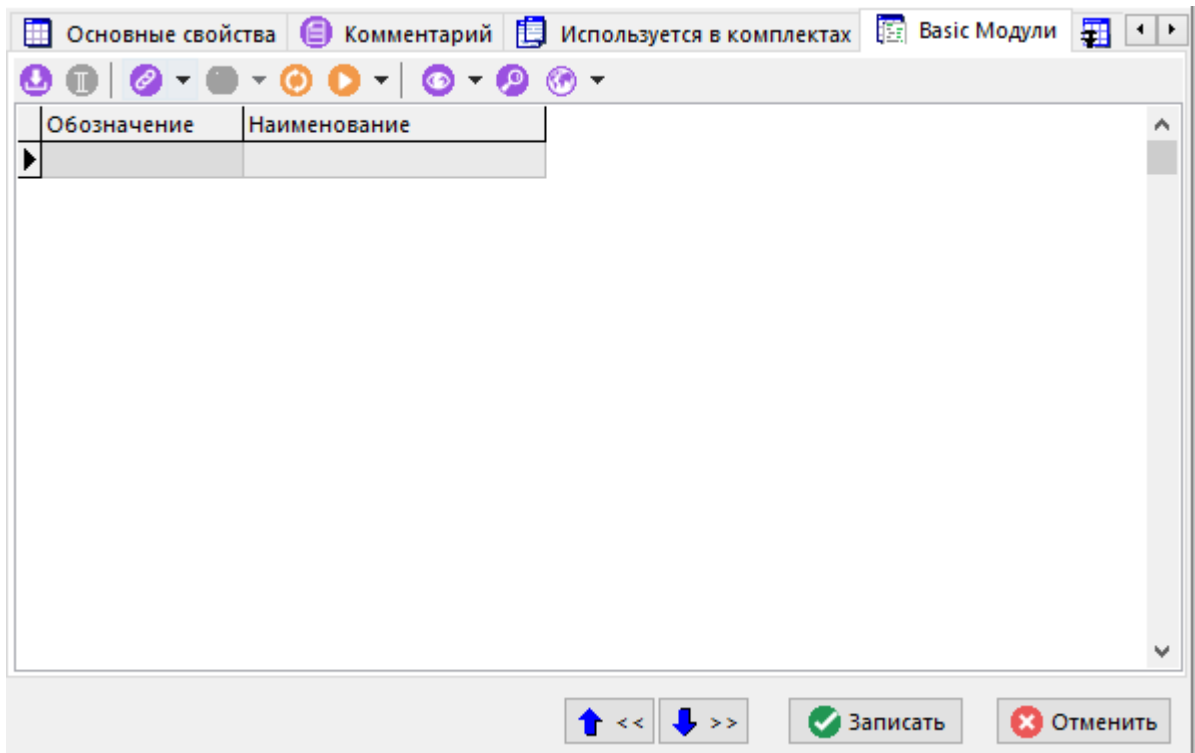 Основные свойства Комментарий Используется в комплектах Basic Модули
Обозначение Наименование
<< >> Записать Отменить